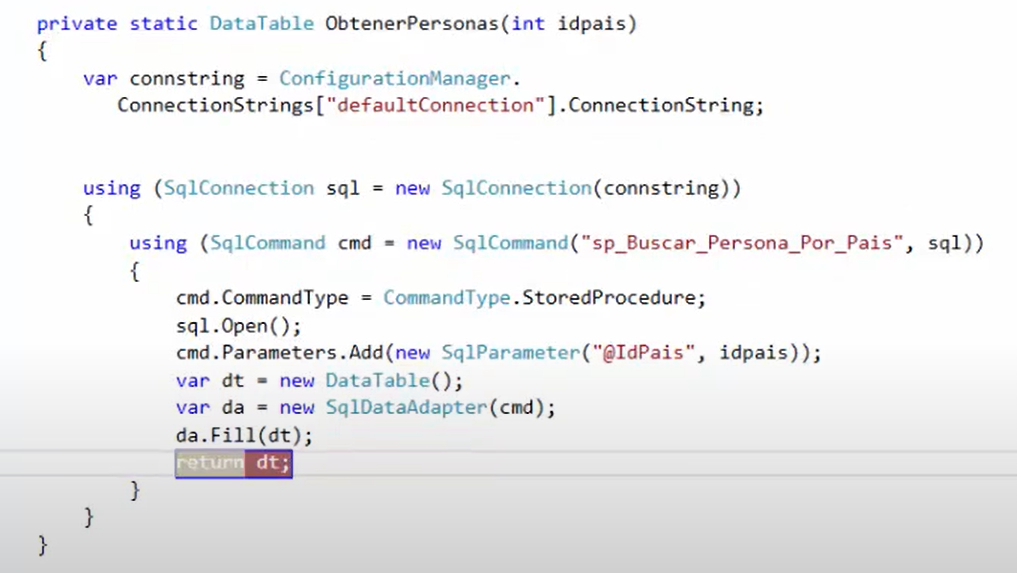 private static DataTable ObtenerPersonas(int idpais)
{
var connstring = ConfigurationManager.
ConnectionStrings["defaultConnection"].ConnectionString;
using (SqlConnection sql = new SqlConnection(connstring))
{
using (SqlCommand cmd = new SqlCommand("sp_Buscar_Persona_Por_Pais", sql))
{
cmd.CommandType = CommandType.StoredProcedure;
sql.Open();
cmd.Parameters.Add(new SqlParameter("@IdPais", idpais));
var dt = new DataTable();
var da = new SqlDataAdapter(cmd);
da.Fill(dt);
return dt;
}
}
}